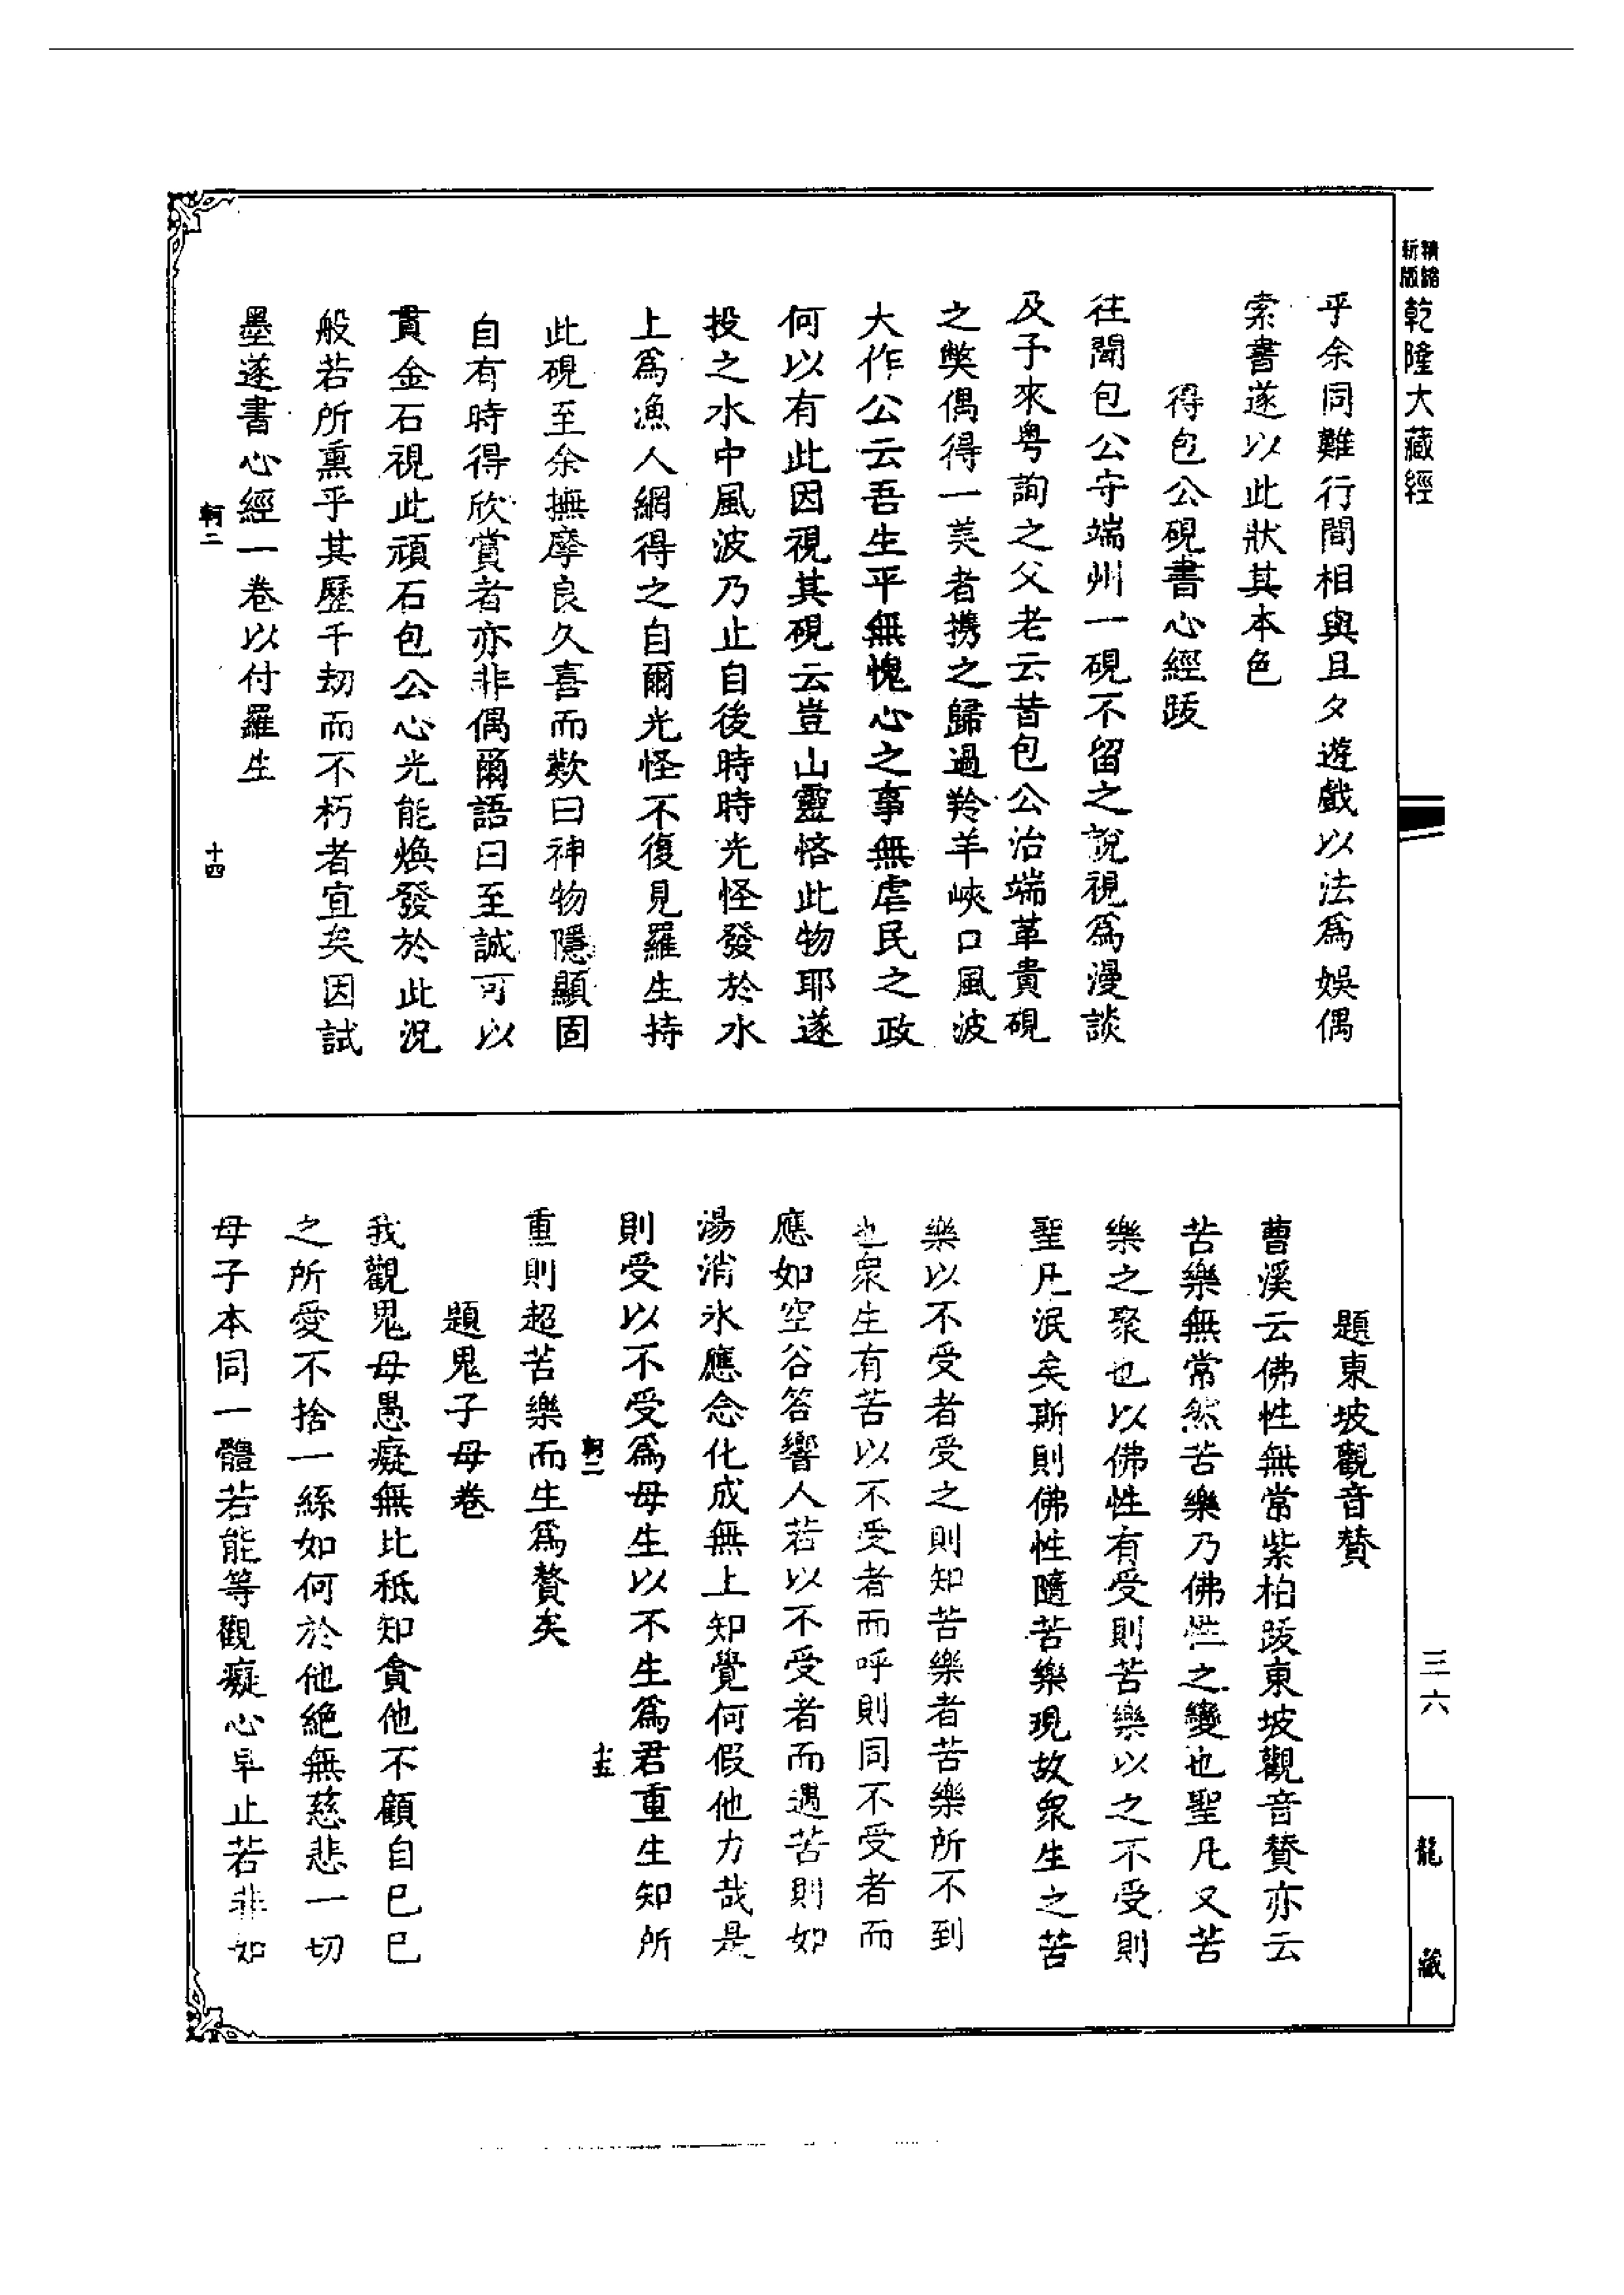 精縮
新版
乾隆大藏經
乎余同難行間相與且夕遊戲以法爲娛偶
索書遂以此狀其本色
得包公硯書心經跋
往聞包公守端州一硯不留之說視爲漫談
及予來粤詢之父老云昔包公治端革貴硯
之獘偶得一美者携之歸過羚羊峽口風波
大作公云吾生平無愧心之事無虐民之政
何以有此因視其硯云豈山靈悋此物耶遂
投之水中風波乃止自後時時光怪發於水
上爲漁人網得之自爾光怪不復見羅生持
此硯至余撫摩良久喜而歎曰神物隱顯固
自有時得欣賞者亦非偶爾語曰至誠可以
貫金石視此頑石包公心光能煥發於此況
般若所熏乎其歷千劫而不朽者宜矣因試
墨遂書心經一卷以付羅生
軻二
十四
題東坡觀音贊
曹溪云佛性無常紫柏跋東坡觀音贊亦云
苦樂無常然苦樂乃佛性之變也聖凡又苦
樂之聚也以佛性有受則苦樂以之不受則
聖凡泯矣斯則佛性隨苦樂現故衆生之苦
樂以不受者受之則知苦樂者苦樂所不到
也衆生有苦以不受者而呼則同不受者而
應如空谷答響人若以不受者而遇苦則如
湯消氷應念化成無上知覺何假他力哉是
則受以不受爲母生以不生爲君重生知所
軻二
十五
重則超苦樂而生爲贅矣
題鬼子母卷
我觀鬼母愚癡無比秪知貪他不顧自己己
之所愛不捨一絲如何於他絶無慈悲一切
母子本同一體若能等觀癡心早止若非如
三六
龍藏